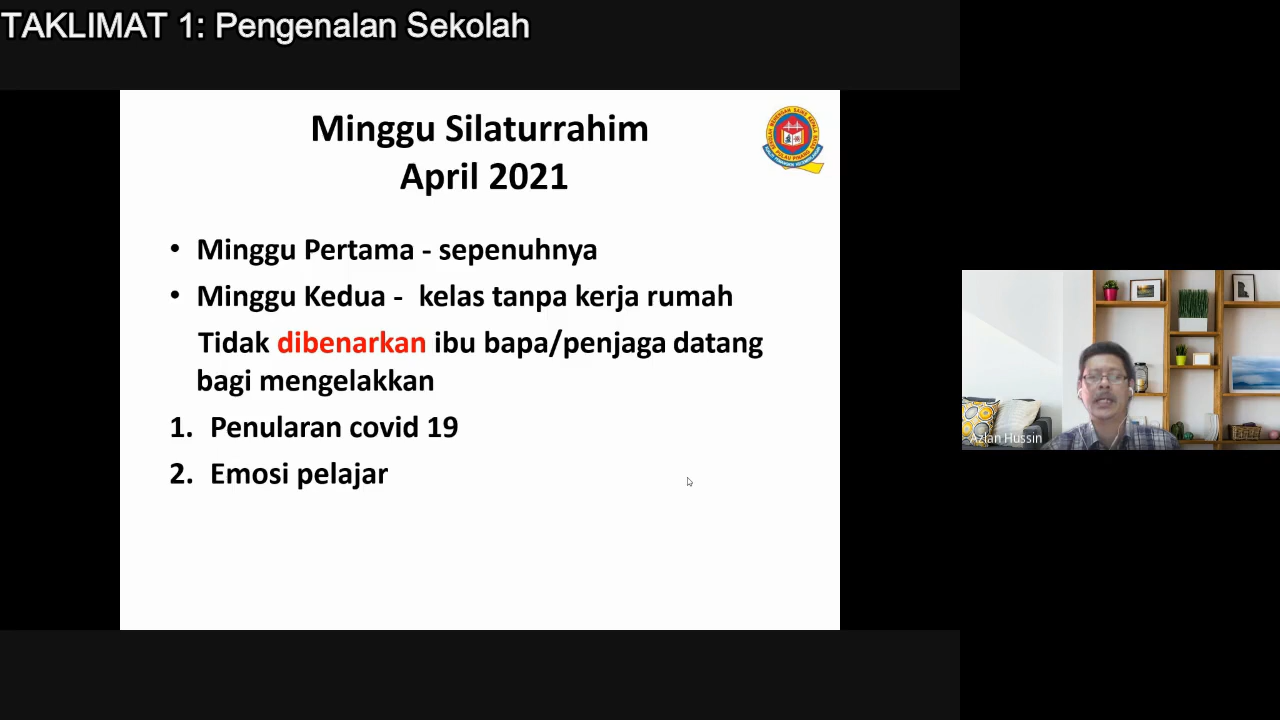 TAKLIMAT 1: Pengenalan Sekolah
Minggu Silaturrahim
April 2021
• Minggu Pertama - sepenuhnya
• Minggu Kedua - kelas tanpa kerja rumah
Tidak dibenarkan ibu bapa/penjaga datang
bagi mengelakkan
1. Penularan covid 19
2. Emosi pelajar
Azlan Hussin